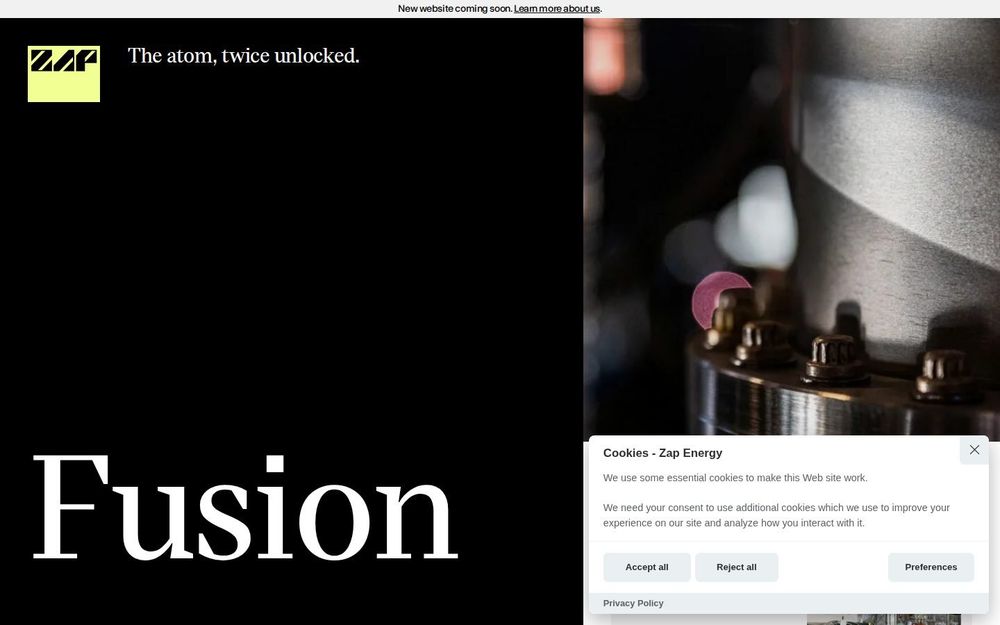 New website coming soon. Learn more about us.
ZAP
The atom, twice unlocked.
Fusion
Cookies - Zap Energy
We use some essential cookies to make this Web site work.
We need your consent to use additional cookies which we use to improve your
experience on our site and analyze how you interact with it.
Accept all
Reject all
Preferences
Privacy Policy